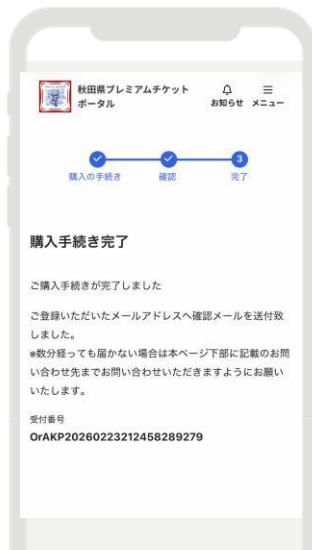 秋田県プレミアムチケット
ポータル
お知らせ メニュー
3
購入の手続き 確認 完了
購入手続き完了
ご購入手続きが完了しました
ご登録いただいたメールアドレスへ確認メールを送付致
しました。
※数分経っても届かない場合は本ページ下部に記載のお問
い合わせ先までお問い合わせいただきますようにお願い
いたします。
受付番号
OrAKP20260223212458289279